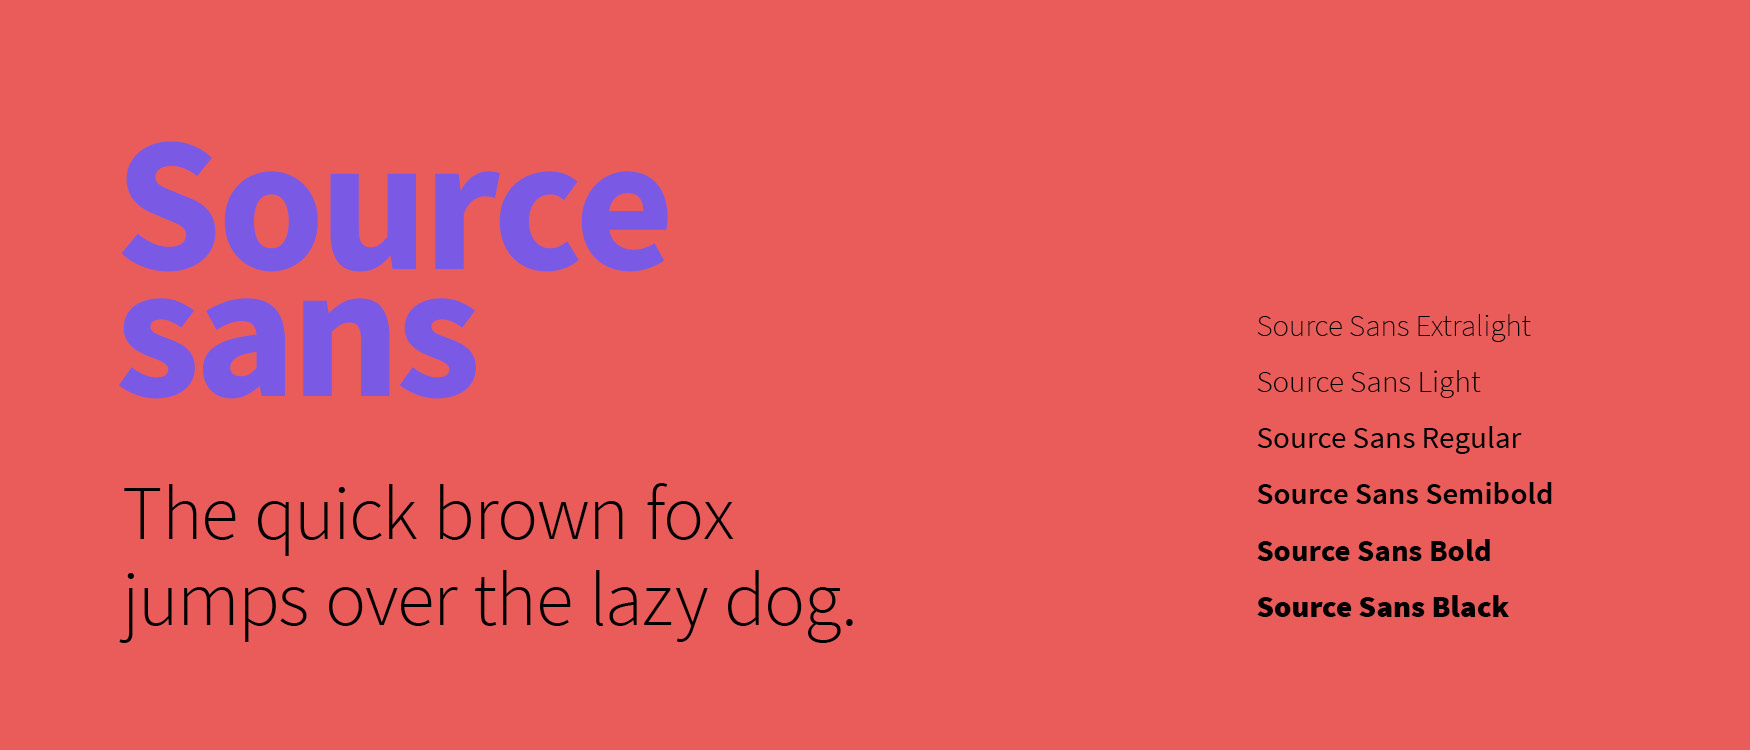 Source
sans
The quick brown fox
jumps over the lazy dog.
Source Sans Extralight
Source Sans Light
Source Sans Regular
Source Sans Semibold
Source Sans Bold
Source Sans Black